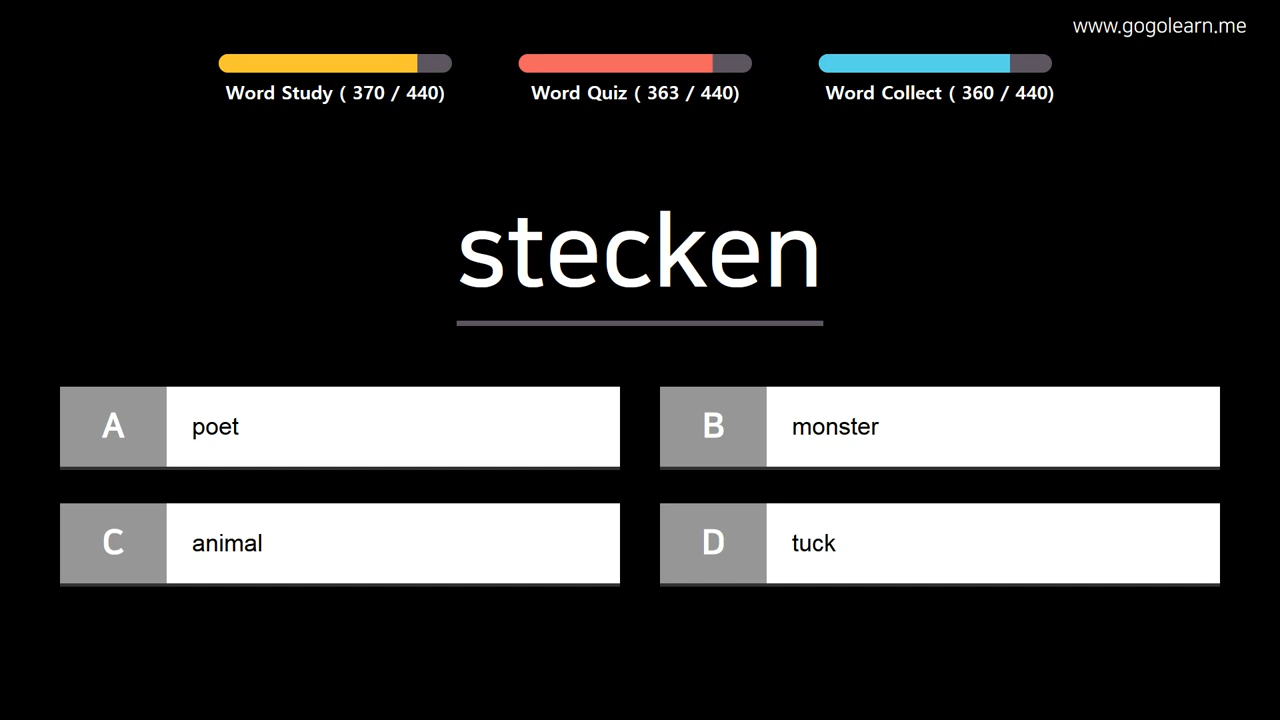 www.gogolearn.me
Word Study ( 370 / 440)
Word Quiz ( 363 / 440)
Word Collect ( 360 / 440)
stecken
A poet
B monster
C animal
D tuck